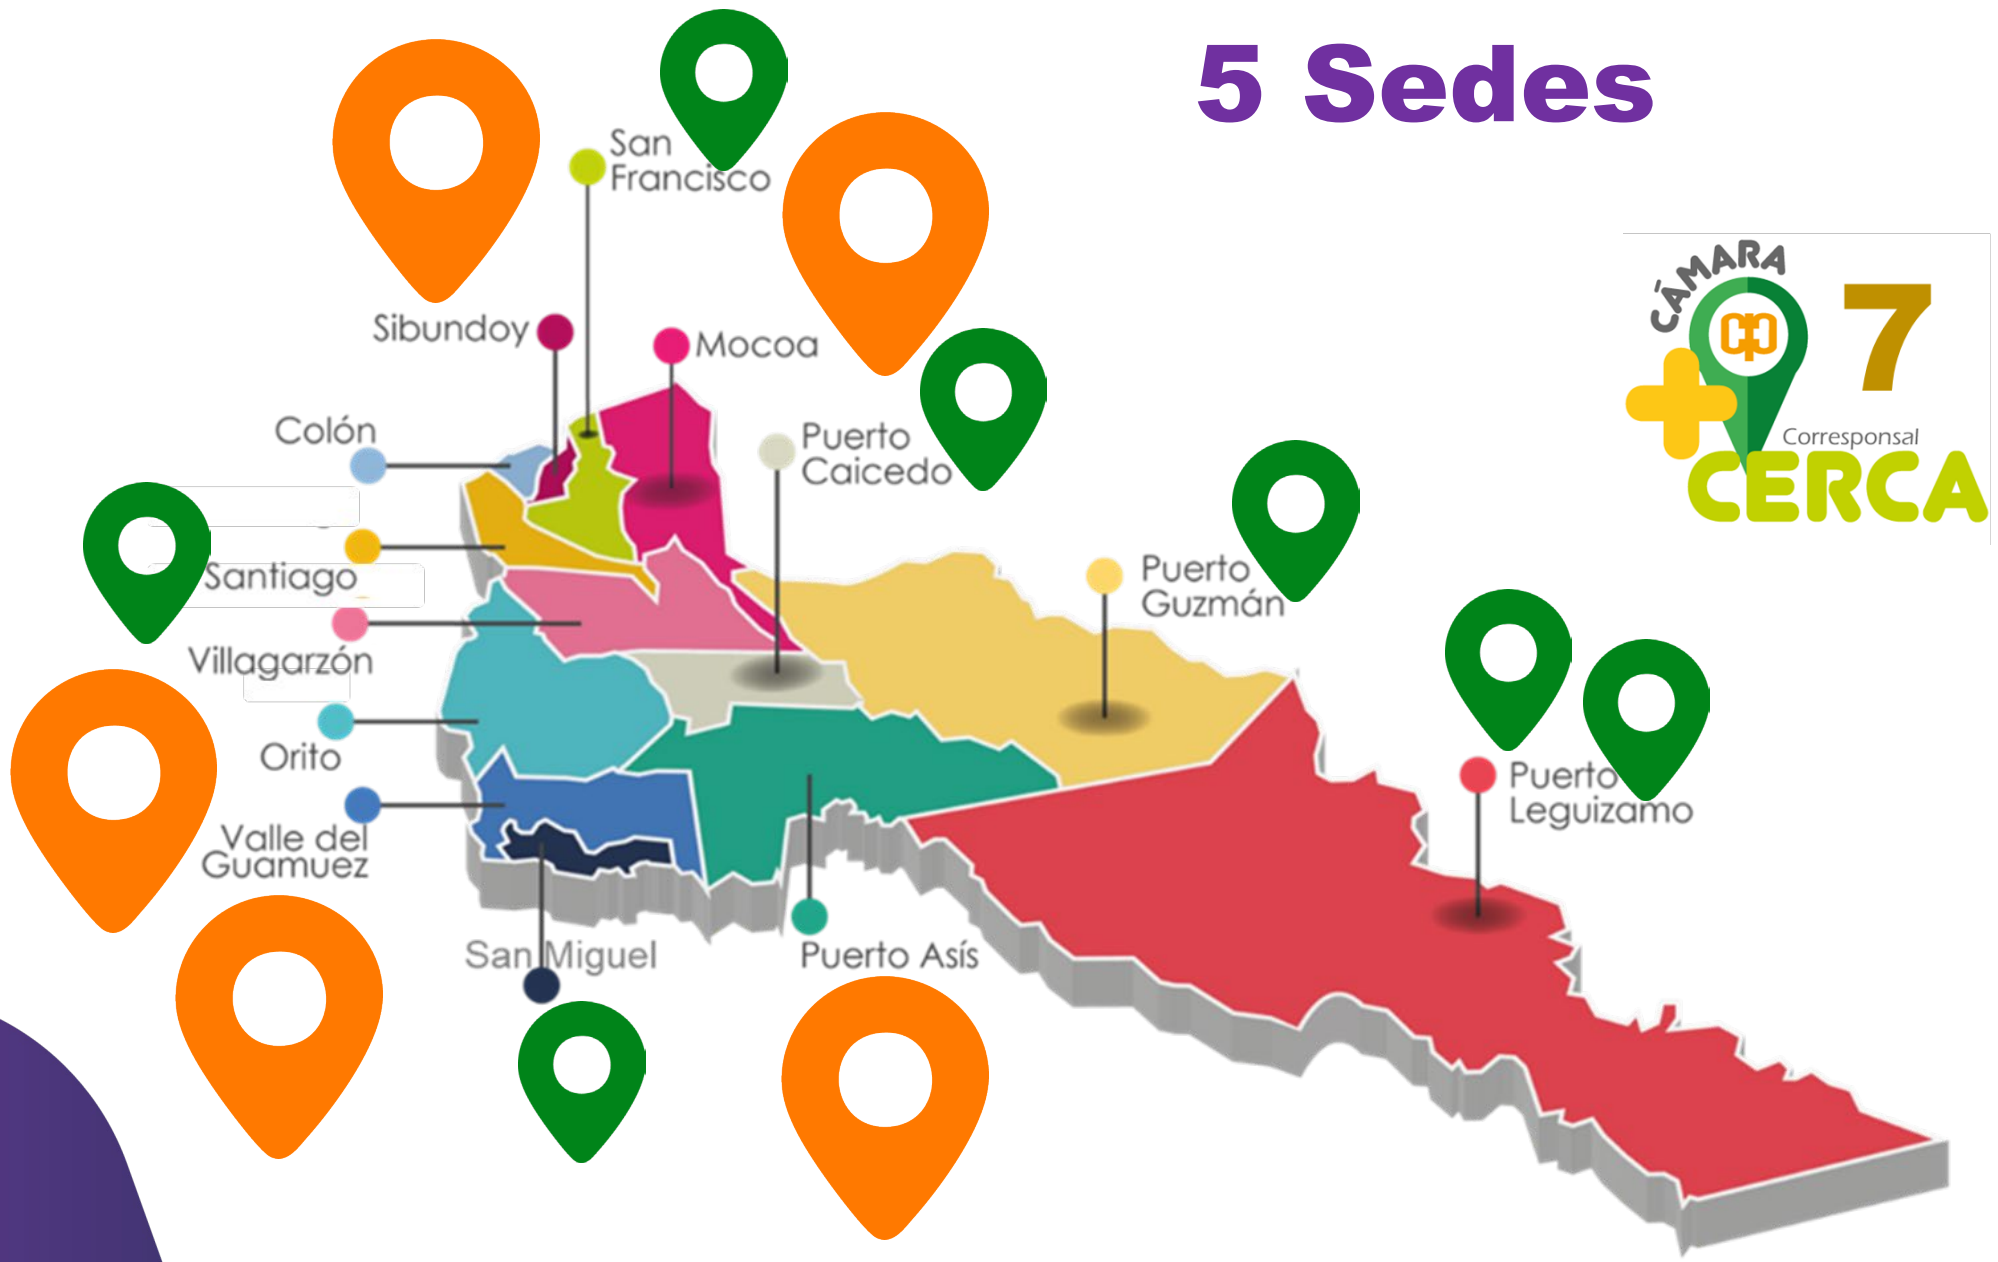 5 Sedes
San
Francisco
Sibundoy
Mocoa
CÁMARA
7
Corresponsal
CERCA
Colón
Puerto
Caicedo
Santiago
Puerto
Guzmán
Villagarzón
Orito
Puerto
Leguizamo
Valle del
Guamuez
San Miguel
Puerto Asís